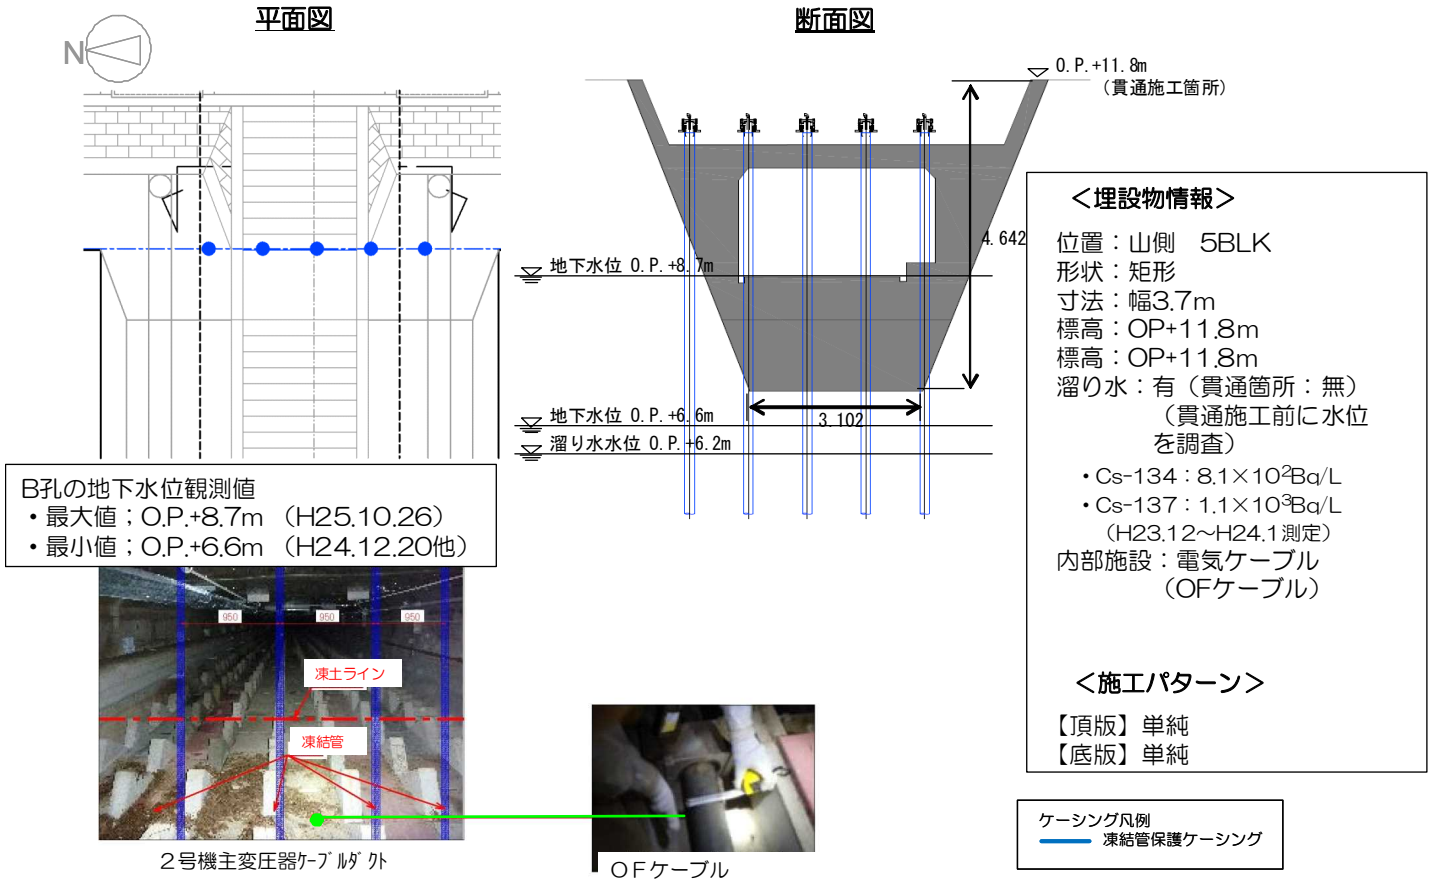 平面図
断面図
N
O.P.+11.8m
（貫通施工箇所）
4.642
地下水位 O.P.+8.7m
地下水位 O.P.+6.6m
3.102
溜り水水位 O.P.+6.2m
＜埋設物情報＞
位置：山側　5BLK
形状：矩形
寸法：幅3.7m
標高：OP+11.8m
標高：OP+11.8m
溜り水：有（貫通箇所：無）
（貫通施工前に水位
を調査）
・Cs-134：8.1×10²Bq/L
・Cs-137：1.1×10³Bq/L
（H23.12～H24.1測定）
内部施設：電気ケーブル
（OFケーブル）
＜施工パターン＞
【頂版】単純
【底版】単純
B孔の地下水位観測値
・最大値；O.P.+8.7m （H25.10.26）
・最小値；O.P.+6.6m （H24.12.20他）
950
950
950
凍土ライン
凍結管
2号機主変圧器ｹｰﾌﾞﾙﾀﾞｸﾄ
OFケーブル
ケーシング凡例
凍結管保護ケーシング